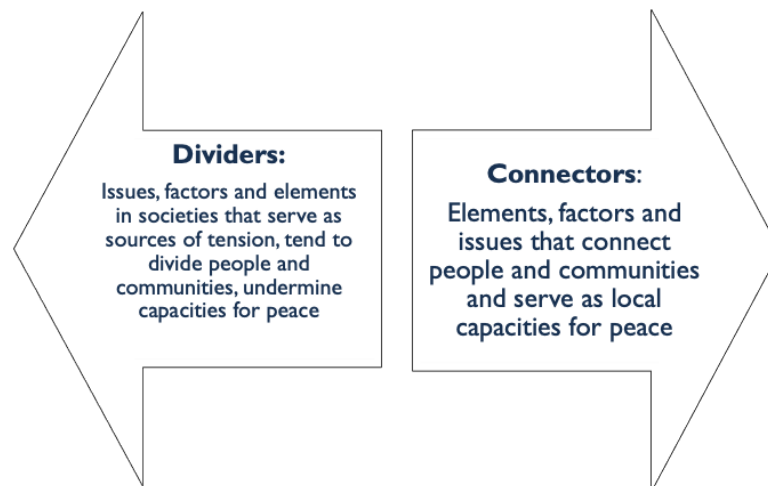 Dividers:
Issues, factors and elements
in societies that serve as
sources of tension, tend to
divide people and
communities, undermine
capacities for peace
Connectors:
Elements, factors and
issues that connect
people and communities
and serve as local
capacities for peace